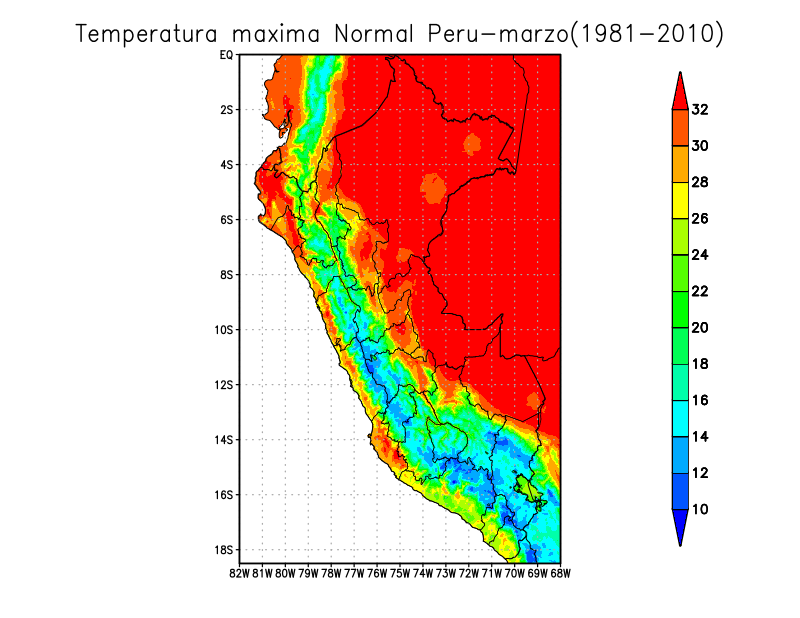 Temperatura maxima Normal Peru-marzo(1981-2010)
EQ
2S
4S
6S
8S
10S
12S
14S
16S
18S
82W 81W 80W 79W 78W 77W 76W 75W 74W 73W 72W 71W 70W 69W 68W
32
30
28
26
24
22
20
18
16
14
12
10